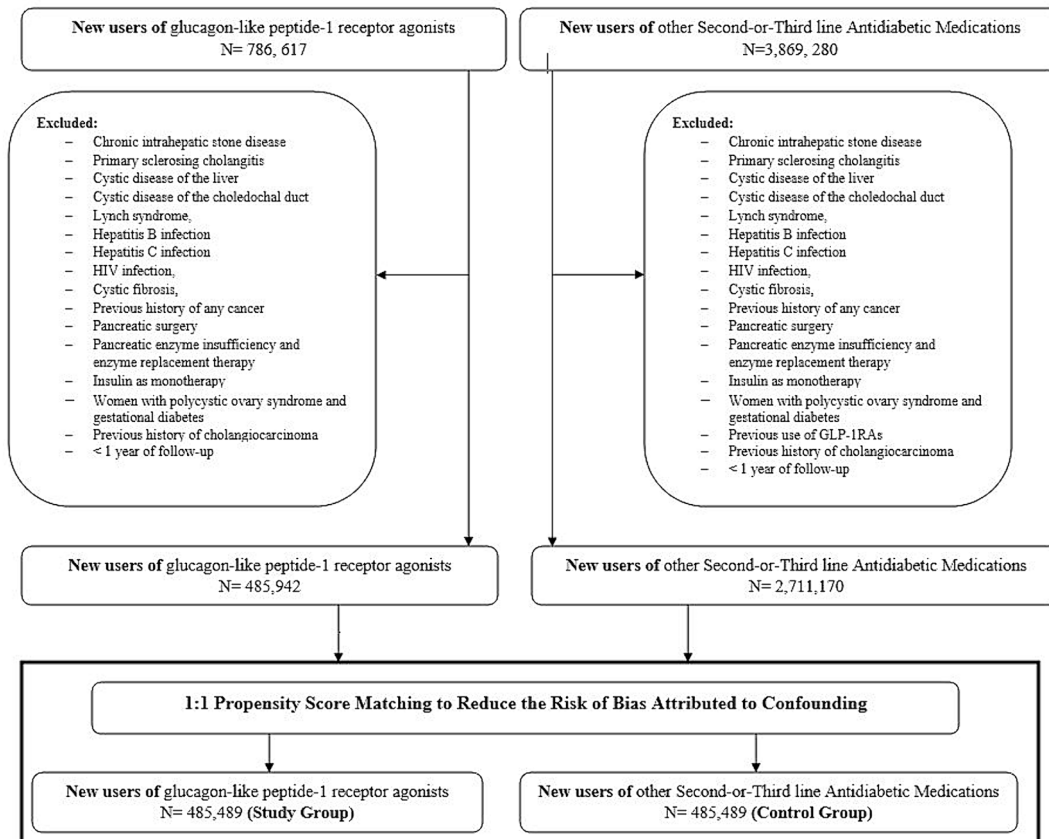 New users of glucagon-like peptide-1 receptor agonists
N= 786, 617
New users of other Second-or-Third line Antidiabetic Medications
N=3,869, 280
Excluded:
– Chronic intrahepatic stone disease
– Primary sclerosing cholangitis
– Cystic disease of the liver
– Cystic disease of the choledochal duct
– Lynch syndrome,
– Hepatitis B infection
– Hepatitis C infection
– HIV infection,
– Cystic fibrosis,
– Previous history of any cancer
– Pancreatic surgery
– Pancreatic enzyme insufficiency and
enzyme replacement therapy
– Insulin as monotherapy
– Women with polycystic ovary syndrome and
gestational diabetes
– Previous history of cholangiocarcinoma
– < 1 year of follow-up
Excluded:
– Chronic intrahepatic stone disease
– Primary sclerosing cholangitis
– Cystic disease of the liver
– Cystic disease of the choledochal duct
– Lynch syndrome,
– Hepatitis B infection
– Hepatitis C infection
– HIV infection,
– Cystic fibrosis,
– Previous history of any cancer
– Pancreatic surgery
– Pancreatic enzyme insufficiency and
enzyme replacement therapy
– Insulin as monotherapy
– Women with polycystic ovary syndrome and
gestational diabetes
– Previous use of GLP-1RAs
– Previous history of cholangiocarcinoma
– < 1 year of follow-up
New users of glucagon-like peptide-1 receptor agonists
N= 485,942
New users of other Second-or-Third line Antidiabetic Medications
N= 2,711,170
1:1 Propensity Score Matching to Reduce the Risk of Bias Attributed to Confounding
New users of glucagon-like peptide-1 receptor agonists
N= 485,489 (Study Group)
New users of other Second-or-Third line Antidiabetic Medications
N= 485,489 (Control Group)